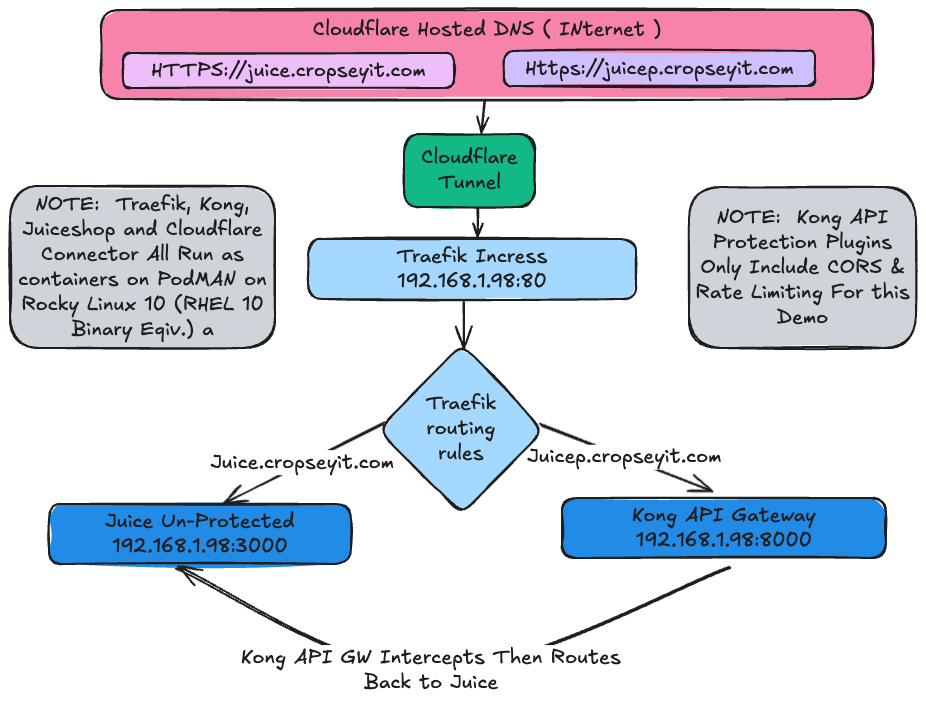 Cloudflare Hosted DNS ( INternet )
HTTPS://juice.cropseyit.com
Https://juicep.cropseyit.com
Cloudflare
Tunnel
NOTE: Traefik, Kong,
Juiceshop and Cloudflare
Connector All Run as
containers on PodMAN on
Rocky Linux 10 (RHEL 10
Binary Eqiv.) a
NOTE: Kong API
Protection Plugins
Only Include CORS &
Rate Limiting For this
Demo
Traefik Incress
192.168.1.98:80
Traefik
routing
rules
Juice.cropseyit.com
Juicep.cropseyit.com
Juice Un-Protected
192.168.1.98:3000
Kong API Gateway
192.168.1.98:8000
Kong API GW Intercepts Then Routes
Back to Juice